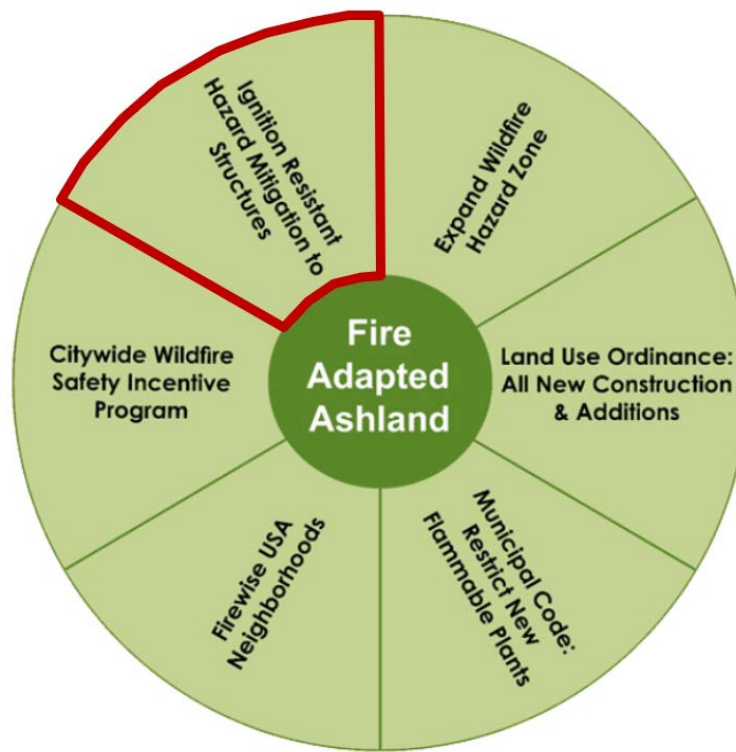 Ignition Resistant
Hazard Mitigation to
Structures
Expand Wildfire
Hazard Zone
Citywide Wildfire
Safety Incentive
Program
Fire
Adapted
Ashland
Land Use Ordinance:
All New Construction
& Additions
Firewise USA
Neighborhoods
Municipal Code:
Restrict New
Flammable Plants